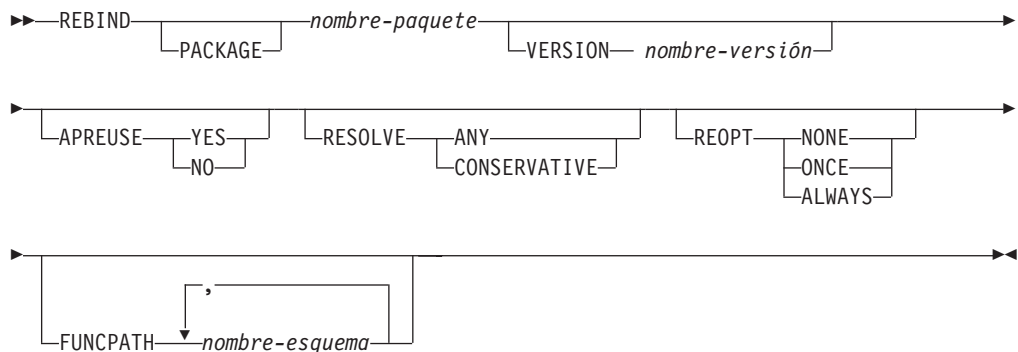 REBIND nombre-paquete
PACKAGE VERSION nombre-versión
APREUSE YES RESOLVE ANY REOPT NONE
NO CONSERVATIVE ONCE
ALWAYS
,
FUNCPATH nombre-esquema